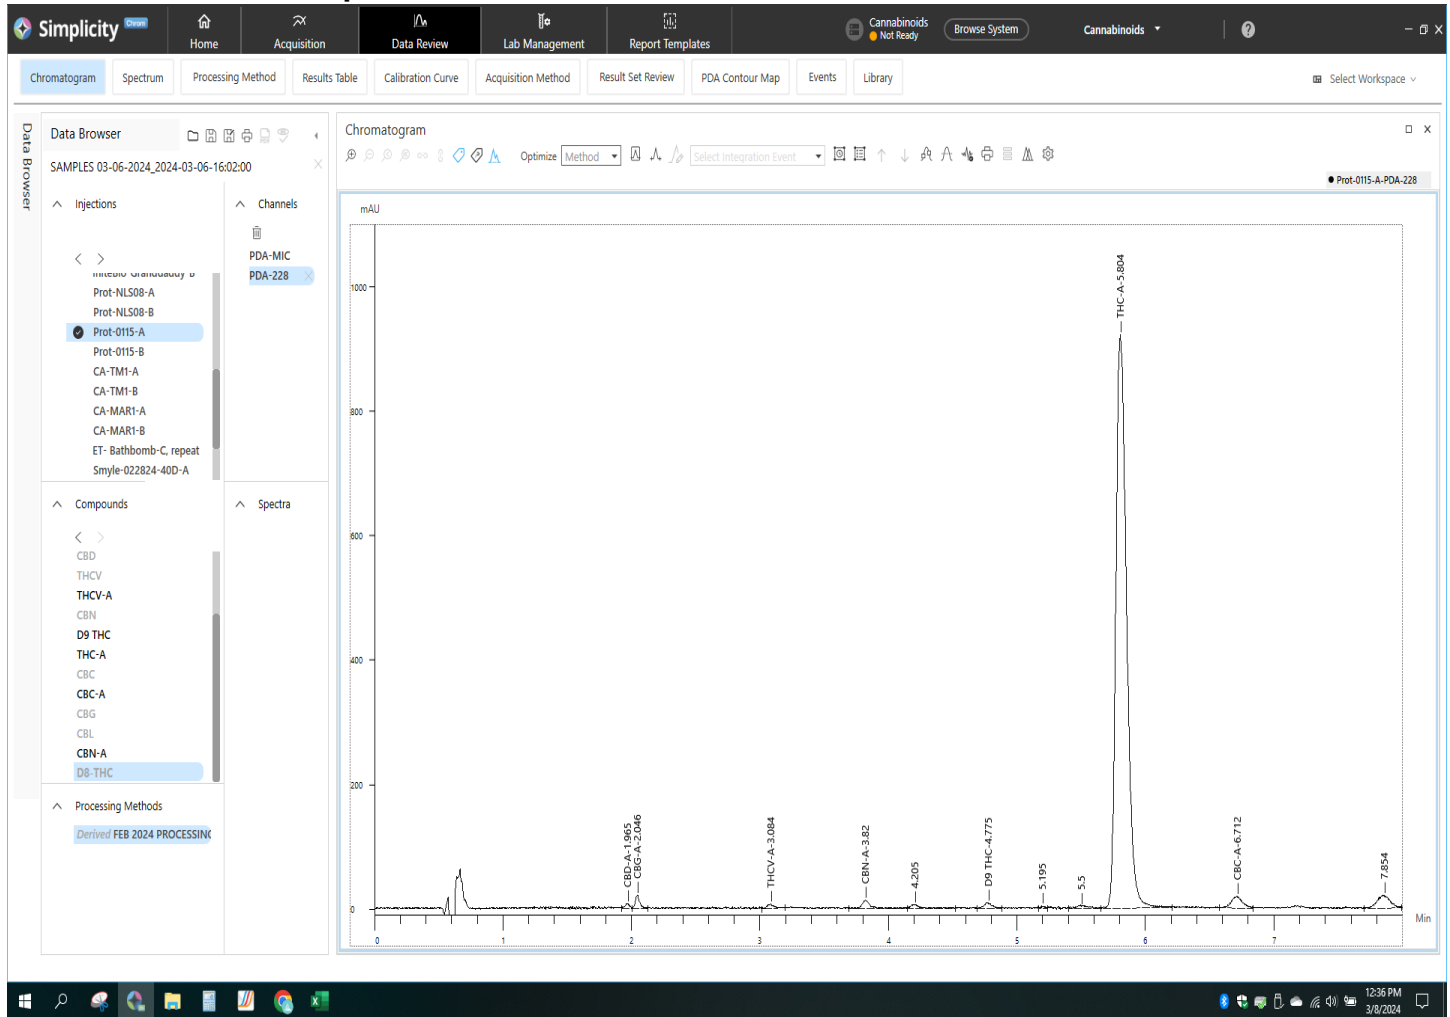 Simplicity Chrom
Home
Acquisition
Data Review
Lab Management
Report Templates
Cannabinoids
Not Ready
Browse System
Cannabinoids
Chromatogram
Spectrum
Processing Method
Results Table
Calibration Curve
Acquisition Method
Result Set Review
PDA Contour Map
Events
Library
Select Workspace
Data Browser
Data Browser
SAMPLES 03-06-2024_2024-03-06-16:02:00
Injections
Channels
PDA-MIC
PDA-228
Prot-NLS08-A
Prot-NLS08-B
Prot-0115-A
Prot-0115-B
CA-TM1-A
CA-TM1-B
CA-MAR1-A
CA-MAR1-B
ET- Bathbomb-C, repeat
Smyle-022824-40D-A
Compounds
Spectra
CBD
THCV
THCV-A
CBN
D9 THC
THC-A
CBC
CBC-A
CBG
CBL
CBN-A
D8-THC
Processing Methods
Derived FEB 2024 PROCESSING
Chromatogram
Optimize Method
Select Integration Event
Prot-0115-A-PDA-228
mAU
1000
800
600
400
200
0
CBD-A-1.965
CBG-A-2.046
THCV-A-3.084
CBN-A-3.82
4.205
D9 THC-4.775
5.195
5.5
THC-A-5.804
CBC-A-6.712
7.854
Min
0 1 2 3 4 5 6 7
12:36 PM
3/8/2024